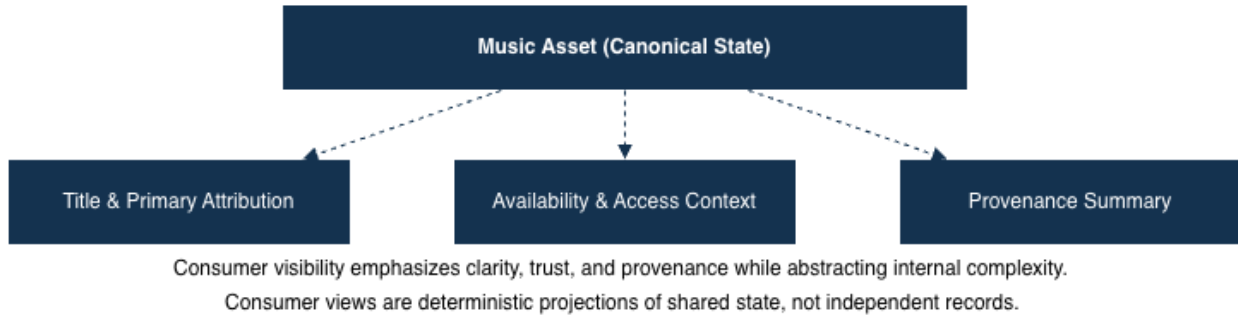 Music Asset (Canonical State)
Title & Primary Attribution
Availability & Access Context
Provenance Summary
Consumer visibility emphasizes clarity, trust, and provenance while abstracting internal complexity.
Consumer views are deterministic projections of shared state, not independent records.